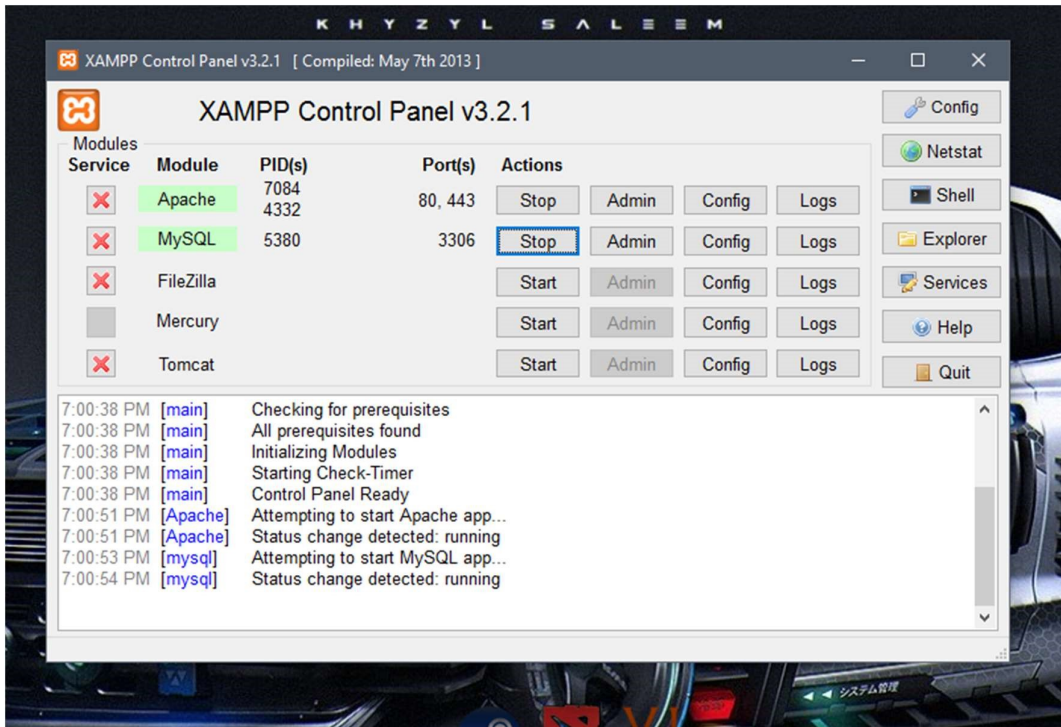 KHYZYL SALEEM
XAMPP Control Panel v3.2.1 [ Compiled: May 7th 2013 ]
XAMPP Control Panel v3.2.1
Config
Modules
Netstat
Service Module PID(s) Port(s) Actions
Apache 7084 4332 80, 443 Stop Admin Config Logs
Shell
MySQL 5380 3306 Stop Admin Config Logs
Explorer
FileZilla Start Admin Config Logs
Services
Mercury Start Admin Config Logs
Help
Tomcat Start Admin Config Logs
Quit
7:00:38 PM [main] Checking for prerequisites
7:00:38 PM [main] All prerequisites found
7:00:38 PM [main] Initializing Modules
7:00:38 PM [main] Starting Check-Timer
7:00:38 PM [main] Control Panel Ready
7:00:51 PM [Apache] Attempting to start Apache app...
7:00:51 PM [Apache] Status change detected: running
7:00:53 PM [mysql] Attempting to start MySQL app...
7:00:54 PM [mysql] Status change detected: running
システム管理